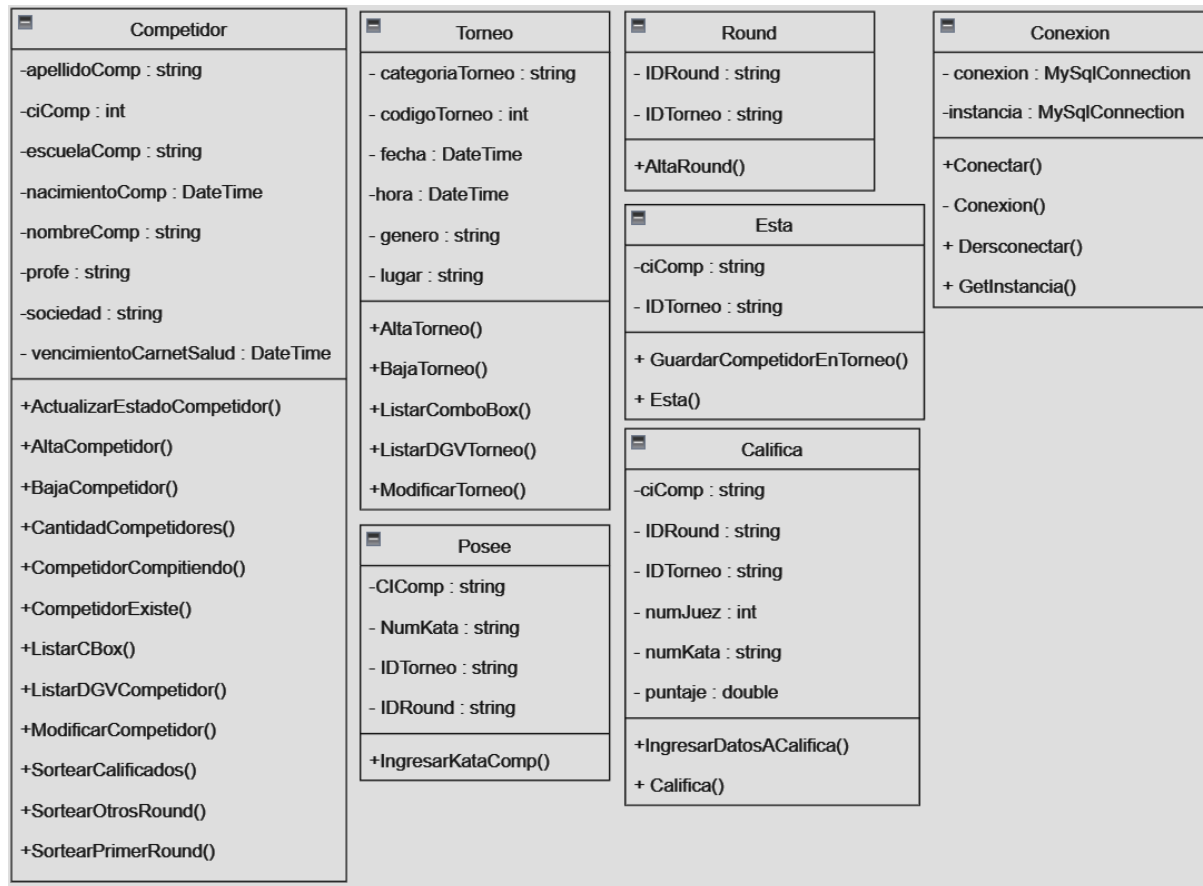 Competidor
-apellidoComp : string
-ciComp : int
-escuelaComp : string
-nacimientoComp : DateTime
-nombreComp : string
-profe : string
-sociedad : string
- vencimientoCarnetSalud : DateTime
+ActualizarEstadoCompetidor()
+AltaCompetidor()
+BajaCompetidor()
+CantidadCompetidores()
+CompetidorCompitiendo()
+CompetidorExiste()
+ListarCBox()
+ListarDGVCompetidor()
+ModificarCompetidor()
+SortearCalificados()
+SortearOtrosRound()
+SortearPrimerRound()
Torneo
- categoriaTorneo : string
- codigoTorneo : int
- fecha : DateTime
-hora : DateTime
- genero : string
- lugar : string
+AltaTorneo()
+BajaTorneo()
+ListarComboBox()
+ListarDGVTorneo()
+ModificarTorneo()
Posee
-CIComp : string
- NumKata : string
- IDTorneo : string
- IDRound : string
+IngresarKataComp()
Round
- IDRound : string
- IDTorneo : string
+AltaRound()
Esta
-ciComp : string
- IDTorneo : string
+ GuardarCompetidorEnTorneo()
+ Esta()
Califica
-ciComp : string
- IDRound : string
- IDTorneo : string
- numJuez : int
- numKata : string
- puntaje : double
+IngresarDatosACalifica()
+ Califica()
Conexion
- conexion : MySqlConnection
-instancia : MySqlConnection
+Conectar()
- Conexion()
+ Dersconectar()
+ GetInstancia()